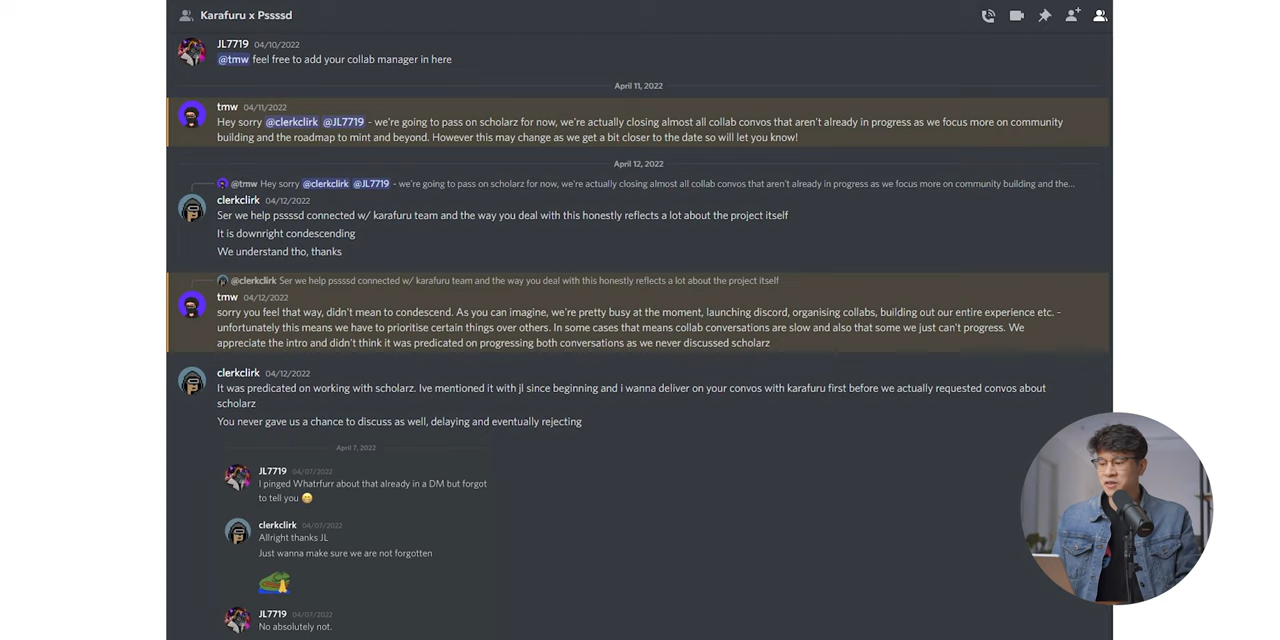 Karafuru x Pssssd
JL7719 04/10/2022
@tmw feel free to add your collab manager in here
April 11, 2022
tmw 04/11/2022
Hey sorry @clerkclirk @JL7719 - we're going to pass on scholarz for now, we're actually closing almost all collab convos that aren't already in progress as we focus more on community
building and the roadmap to mint and beyond. However this may change as we get a bit closer to the date so will let you know!
April 12, 2022
@tmw Hey sorry @clerkclirk @JL7719 - we're going to pass on scholarz for now, we're actually closing almost all collab convos that aren't already in progress as we focus more on community building and the roadmap to mint and the...
clerkclirk 04/12/2022
Ser we help pssssd connected w/ karafuru team and the way you deal with this honestly reflects a lot about the project itself
It is downright condescending
We understand tho, thanks
@clerkclirk Ser we help pssssd connected w/ karafuru team and the way you deal with this honestly reflects a lot about the project itself
tmw 04/12/2022
sorry you feel that way, didn't mean to condescend. As you can imagine, we're pretty busy at the moment, launching discord, organising collabs, building out our entire experience etc. -
unfortunately this means we have to prioritise certain things over others. In some cases that means collab conversations are slow and also that some we just can't progress. We
appreciate the intro and didn't think it was predicated on progressing both conversations as we never discussed scholarz
clerkclirk 04/12/2022
It was predicated on working with scholarz. Ive mentioned it with jl since beginning and i wanna deliver on your convos with karafuru first before we actually requested convos about
scholarz
You never gave us a chance to discuss as well, delaying and eventually rejecting
April 7, 2022
JL7719 04/07/2022
I pinged Whatrfurr about that already in a DM but forgot
to tell you
clerkclirk 04/07/2022
Allright thanks JL
Just wanna make sure we are not forgotten
JL7719 04/07/2022
No absolutely not.